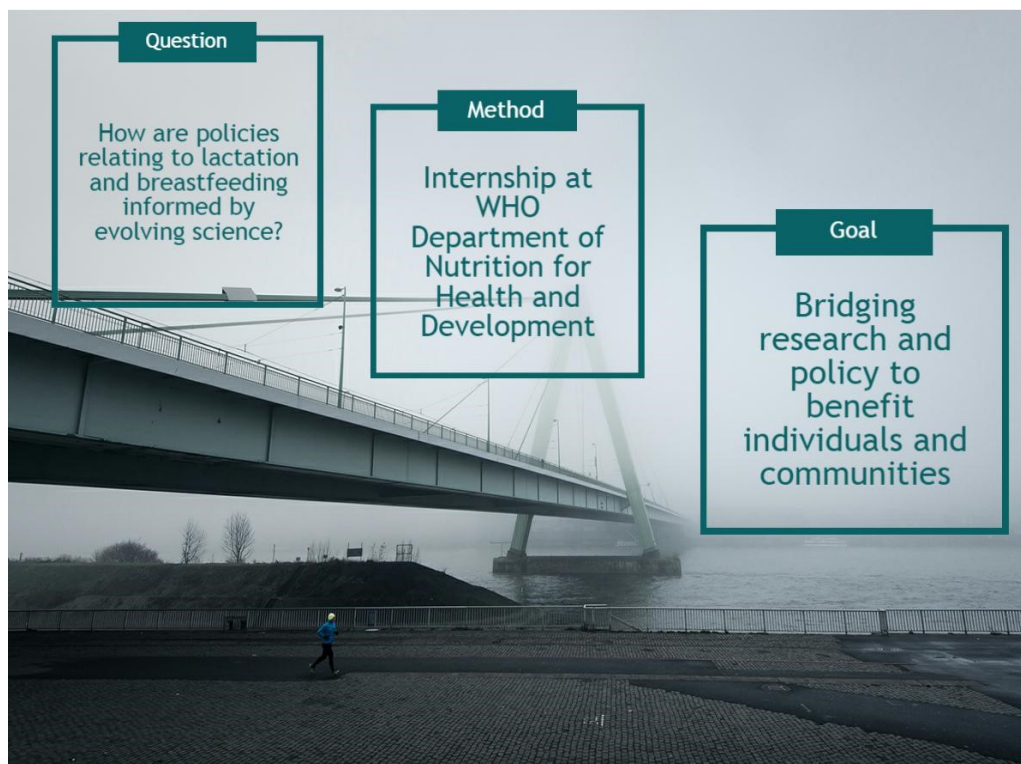 Question
How are policies
relating to lactation
and breastfeeding
informed by
evolving science?
Method
Internship at
WHO
Department of
Nutrition for
Health and
Development
Goal
Bridging
research and
policy to
benefit
individuals and
communities